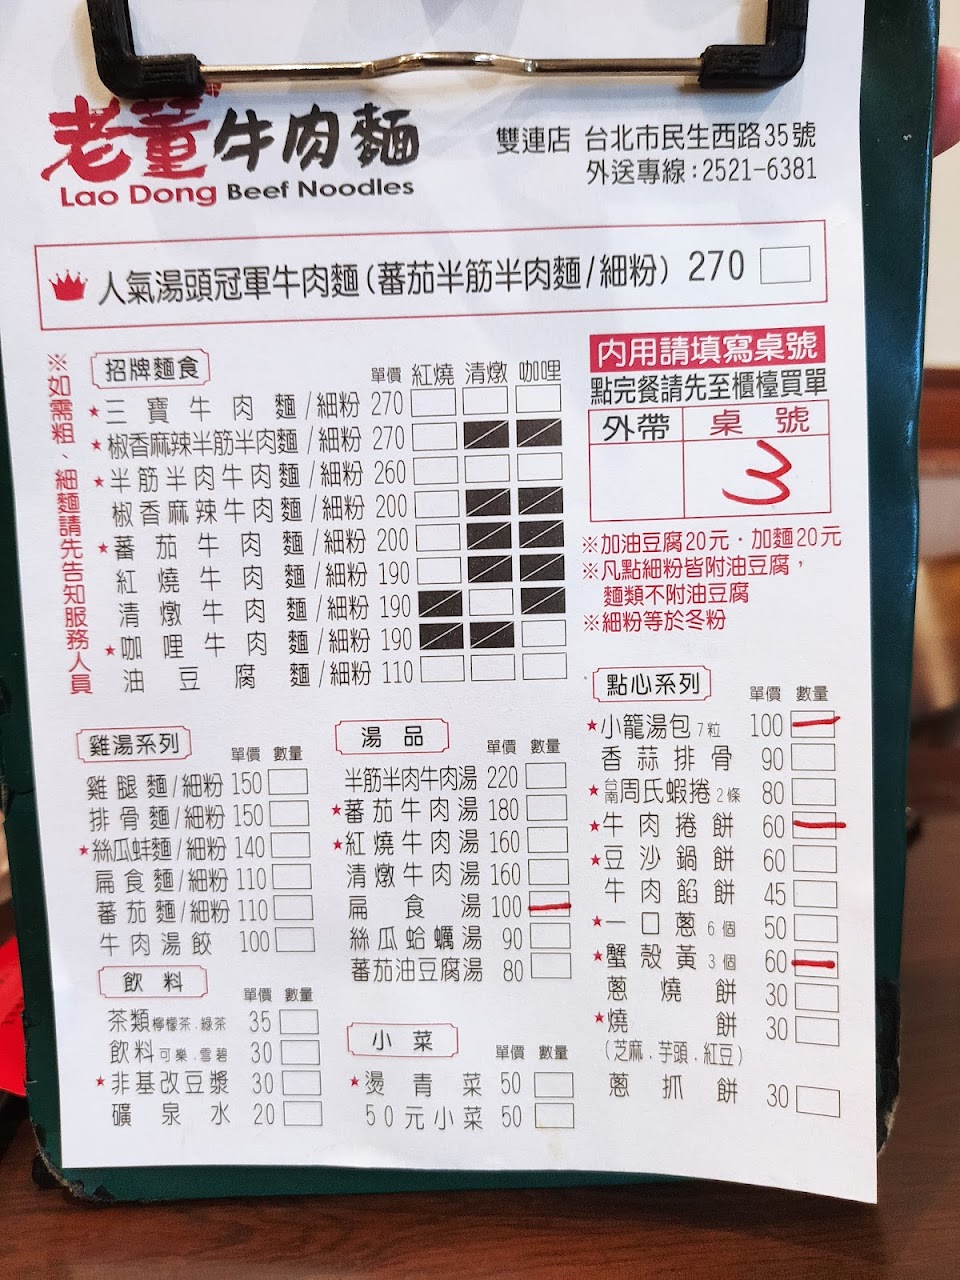 老董牛肉麵
Lao Dong Beef Noodles
雙連店 台北市民生西路35號
外送專線:2521-6381
人氣湯頭冠軍牛肉麵(蕃茄半筋半肉麵/細粉) 270
※如需粗、細麵請先告知服務人員
招牌麵食 單價 紅燒 清燉 咖哩
★三寶牛肉麵/細粉 270
★椒香麻辣半筋半肉麵/細粉 270
★半筋半肉牛肉麵/細粉 260
椒香麻辣牛肉麵/細粉 200
★蕃茄牛肉麵/細粉 200
紅燒牛肉麵/細粉 190
清燉牛肉麵/細粉 190
★咖哩牛肉麵/細粉 190
油豆腐麵/細粉 110
內用請填寫桌號
點完餐請先至櫃檯買單
外帶 桌號
3
※加油豆腐20元.加麵20元
※凡點細粉皆附油豆腐,
麵類不附油豆腐
※細粉等於冬粉
雞湯系列 單價 數量
雞腿麵/細粉 150
排骨麵/細粉 150
★絲瓜蚌麵/細粉 140
扁食麵/細粉 110
蕃茄麵/細粉 110
牛肉湯餃 100
飲料 單價 數量
茶類檸檬茶.綠茶 35
飲料可樂.雪碧 30
★非基改豆漿 30
礦泉水 20
湯品 單價 數量
半筋半肉牛肉湯 220
★蕃茄牛肉湯 180
★紅燒牛肉湯 160
清燉牛肉湯 160
扁食湯 100
絲瓜蛤蠣湯 90
蕃茄油豆腐湯 80
小菜 單價 數量
★燙青菜 50
50元小菜 50
點心系列 單價 數量
★小籠湯包7粒 100
香蒜排骨 90
★台南周氏蝦捲2條 80
★牛肉捲餅 60
★豆沙鍋餅 60
牛肉餡餅 45
★一口蔥6個 50
★蟹殼黃3個 60
蔥燒餅 30
★燒餅 30
(芝麻.芋頭.紅豆)
蔥抓餅 30